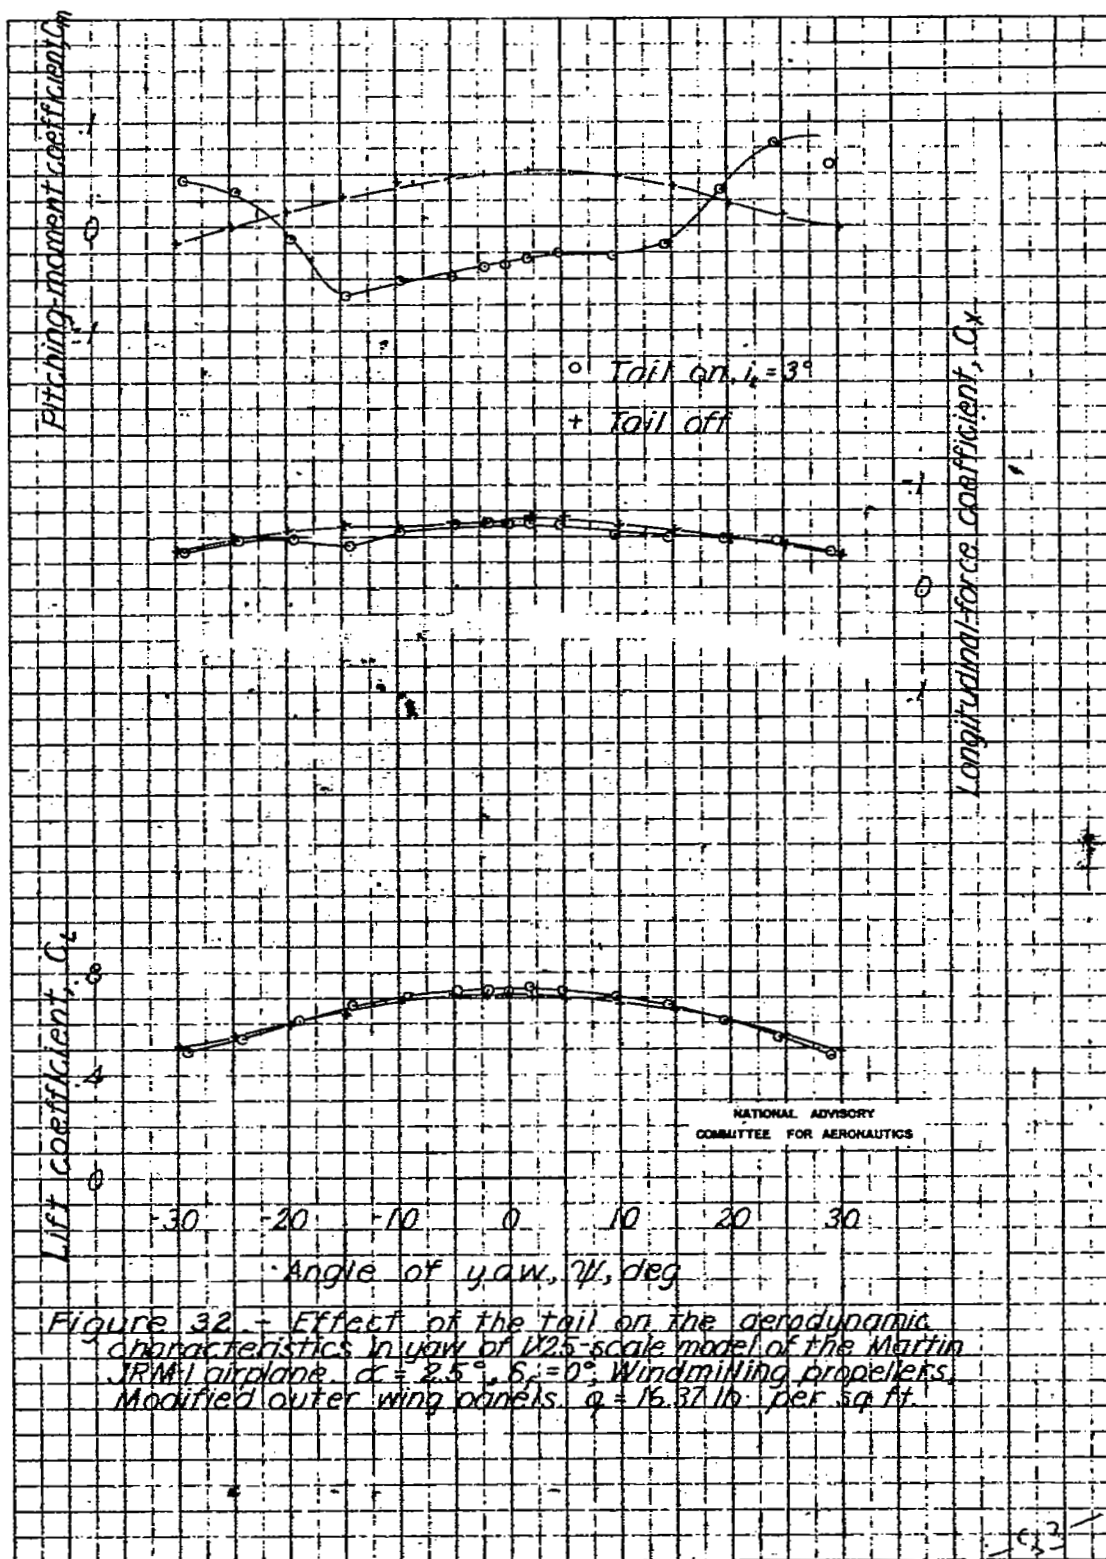 Pitching-moment coefficient, Cm
.1
0
-.1
Tail on, it = 3°
+ Tail off
Longitudinal-force coefficient, Cx
-.1
0
.1
Lift coefficient, CL
.8
.4
0
-30 -20 -10 0 10 20 30
Angle of yaw, ψ, deg
NATIONAL ADVISORY
COMMITTEE FOR AERONAUTICS
Figure 32.- Effect of the tail on the aerodynamic
characteristics in yaw of 1/25-scale model of the Martin
JRM-1 airplane. α = 2.5°, = 0°, Windmilling propellers,
Modified outer wing panels. q = 16.37 lb per sq ft.